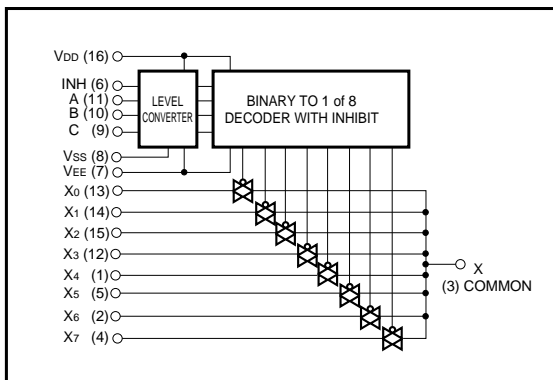 VDD (16)
INH (6)
A (11)
B (10)
C (9)
LEVEL
CONVERTER
BINARY TO 1 of 8
DECODER WITH INHIBIT
VSS (8)
VEE (7)
X0 (13)
X1 (14)
X2 (15)
X3 (12)
X4 (1)
X5 (5)
X6 (2)
X7 (4)
X
(3) COMMON